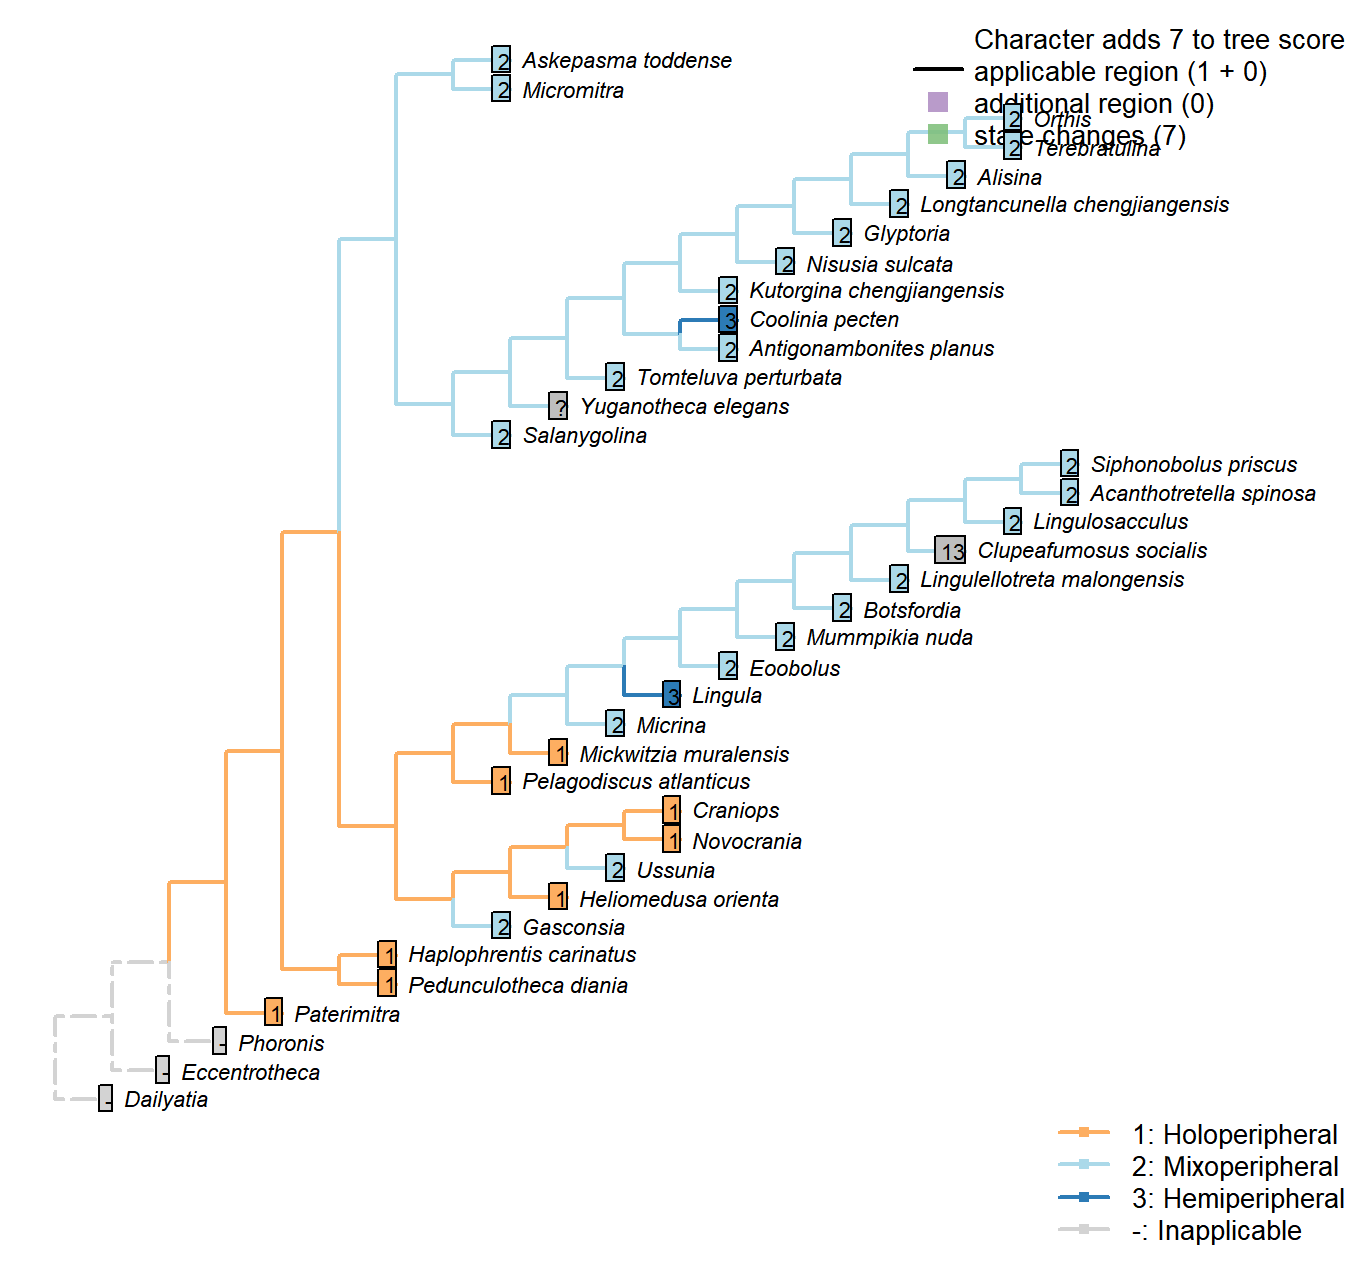 Character adds 7 to tree score
applicable region (1 + 0)
additional region (0)
state changes (7)
2 Askepasma toddense
2 Micromitra
2 Orthis
2 Terebratulina
2 Alisina
2 Longtancunella chengjiangensis
2 Glyptoria
2 Nisusia sulcata
2 Kutorgina chengjiangensis
3 Coolinia pecten
2 Antigonambonites planus
2 Tomteluva perturbata
? Yuganotheca elegans
2 Salanygolina
2 Siphonobolus priscus
2 Acanthotretella spinosa
2 Lingulosacculus
13 Clupeafumosus socialis
2 Lingulellotreta malongensis
2 Botsfordia
2 Mummpikia nuda
2 Eoobolus
3 Lingula
2 Micrina
1 Mickwitzia muralensis
1 Pelagodiscus atlanticus
1 Craniops
1 Novocrania
2 Ussunia
1 Heliomedusa orienta
2 Gasconsia
1 Haplophrentis carinatus
1 Pedunculotheca diania
1 Paterimitra
- Phoronis
- Eccentrotheca
- Dailyatia
1: Holoperipheral
2: Mixoperipheral
3: Hemiperipheral
-: Inapplicable